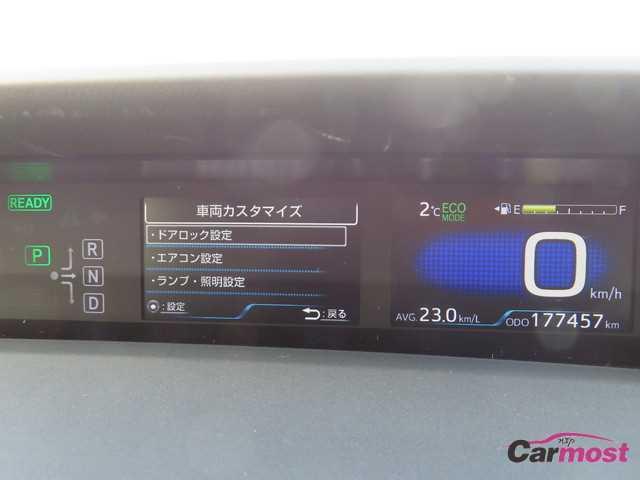 READY
P
R
N
D
車両カスタマイズ
・ドアロック設定
・エアコン設定
・ランプ・照明設定
:設定
:戻る
2℃ ECO MODE
E F
0 km/h
AVG. 23.0 km/L
ODO 177457 km
Carmost